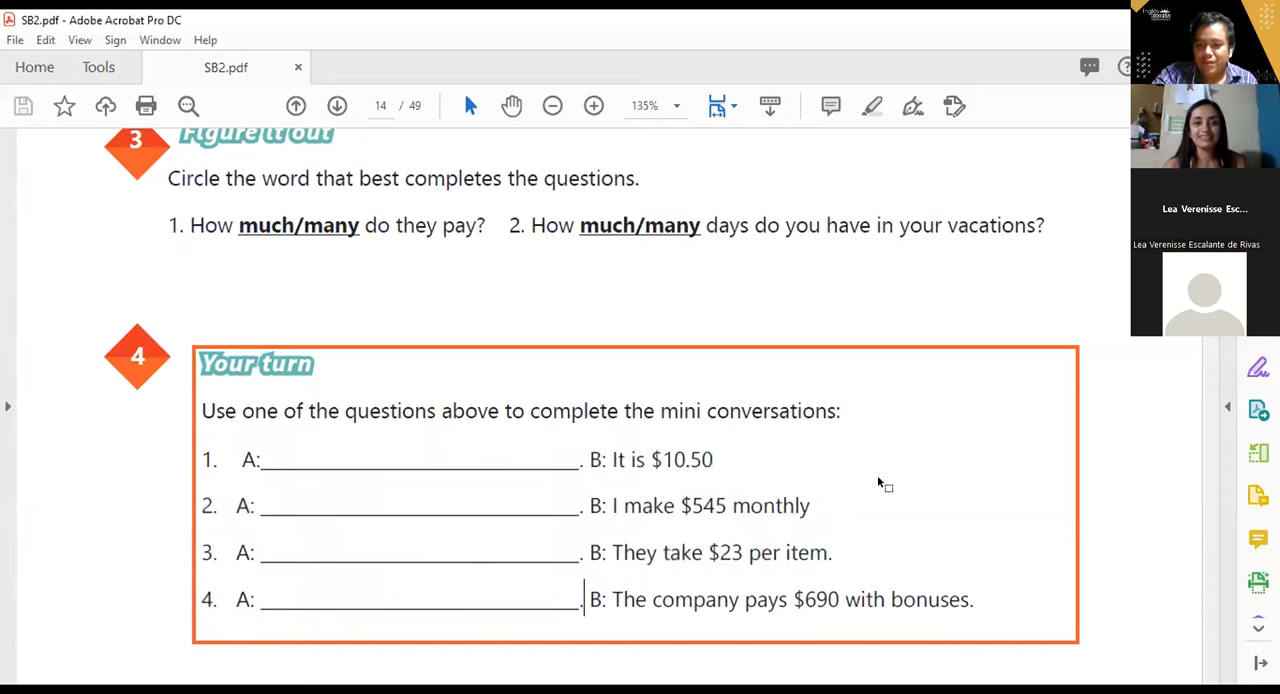 SB2.pdf - Adobe Acrobat Pro DC
File Edit View Sign Window Help
Home Tools SB2.pdf ×
14 / 49 135%
3 Figure it out
Circle the word that best completes the questions.
1. How much/many do they pay? 2. How much/many days do you have in your vacations?
4 Your turn
Use one of the questions above to complete the mini conversations:
1. A:______________________________. B: It is $10.50
2. A: ______________________________. B: I make $545 monthly
3. A: ______________________________. B: They take $23 per item.
4. A: ______________________________. B: The company pays $690 with bonuses.
Lea Verenisse Esc...
Lea Verenisse Escalante de Rivas